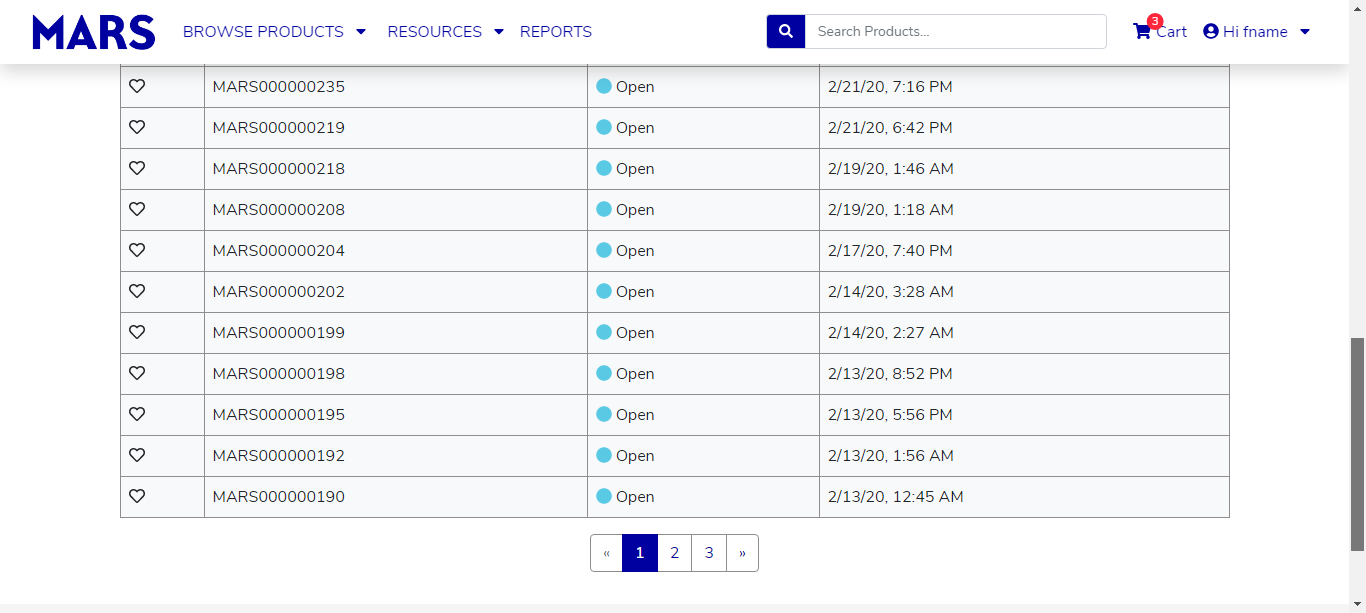 MARS BROWSE PRODUCTS RESOURCES REPORTS Search Products... 3 Cart Hi fname
MARS000000235 Open 2/21/20, 7:16 PM
MARS000000219 Open 2/21/20, 6:42 PM
MARS000000218 Open 2/19/20, 1:46 AM
MARS000000208 Open 2/19/20, 1:18 AM
MARS000000204 Open 2/17/20, 7:40 PM
MARS000000202 Open 2/14/20, 3:28 AM
MARS000000199 Open 2/14/20, 2:27 AM
MARS000000198 Open 2/13/20, 8:52 PM
MARS000000195 Open 2/13/20, 5:56 PM
MARS000000192 Open 2/13/20, 1:56 AM
MARS000000190 Open 2/13/20, 12:45 AM
« 1 2 3 »